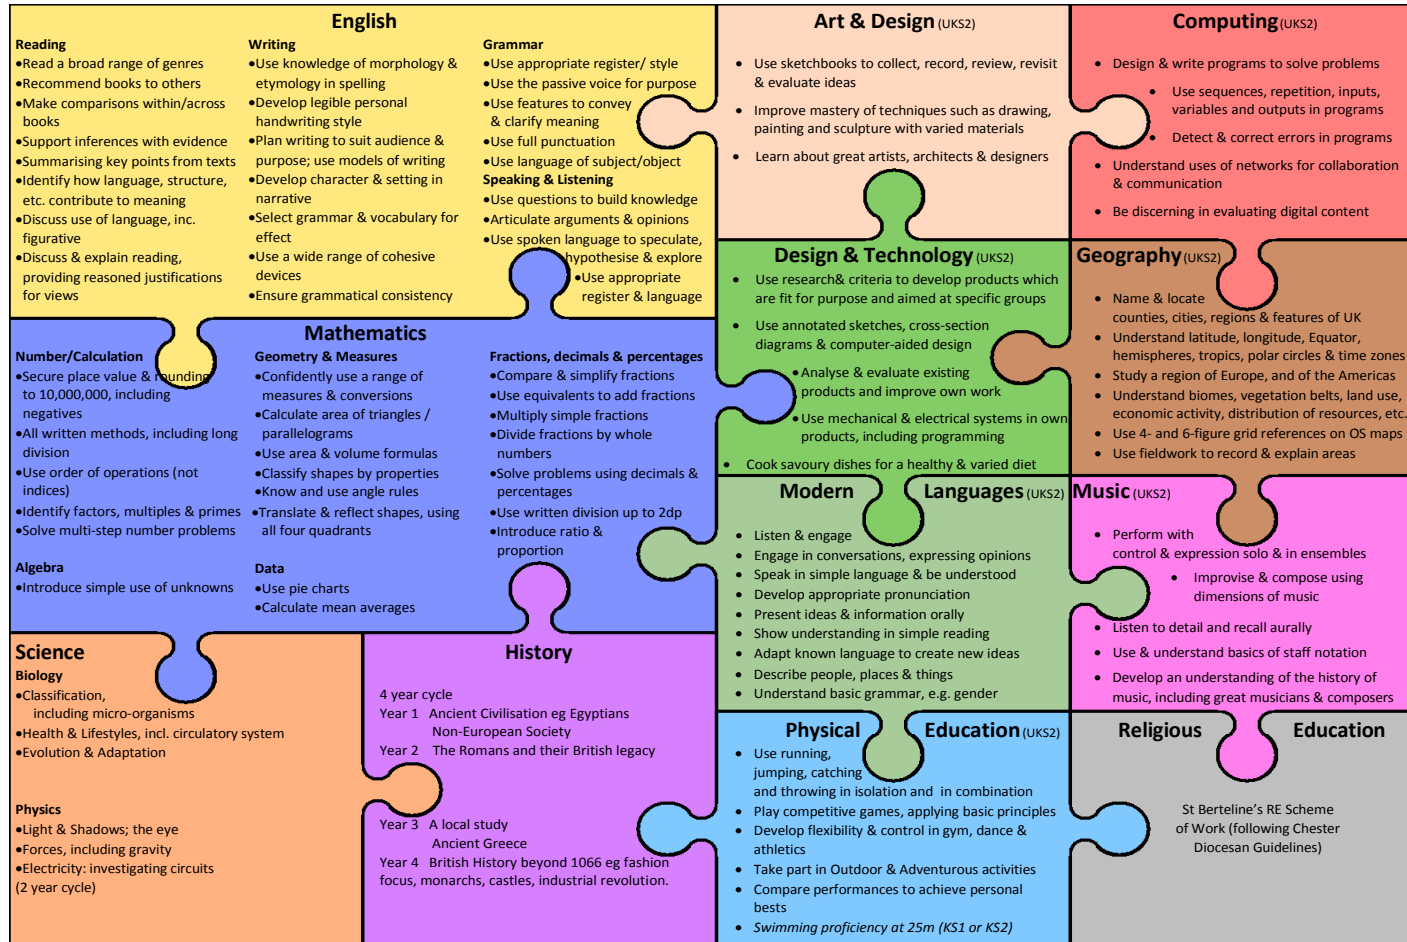 English
Reading
•Read a broad range of genres
•Recommend books to others
•Make comparisons within/across
books
•Support inferences with evidence
•Summarising key points from texts
•Identify how language, structure,
etc. contribute to meaning
•Discuss use of language, inc.
figurative
•Discuss & explain reading,
providing reasoned justifications
for views
Writing
•Use knowledge of morphology &
etymology in spelling
•Develop legible personal
handwriting style
•Plan writing to suit audience &
purpose; use models of writing
•Develop character & setting in
narrative
•Select grammar & vocabulary for
effect
•Use a wide range of cohesive
devices
•Ensure grammatical consistency
Grammar
•Use appropriate register/ style
•Use the passive voice for purpose
•Use features to convey
& clarify meaning
•Use full punctuation
•Use language of subject/object
Speaking & Listening
•Use questions to build knowledge
•Articulate arguments & opinions
•Use spoken language to speculate,
hypothesise & explore
•Use appropriate
register & language
Art & Design (UKS2)
• Use sketchbooks to collect, record, review, revisit
& evaluate ideas
• Improve mastery of techniques such as drawing,
painting and sculpture with varied materials
• Learn about great artists, architects & designers
Computing (UKS2)
• Design & write programs to solve problems
• Use sequences, repetition, inputs,
variables and outputs in programs
• Detect & correct errors in programs
• Understand uses of networks for collaboration
& communication
• Be discerning in evaluating digital content
Mathematics
Number/Calculation
•Secure place value & rounding
to 10,000,000, including
negatives
•All written methods, including long
division
•Use order of operations (not
indices)
•Identify factors, multiples & primes
•Solve multi-step number problems
Algebra
•Introduce simple use of unknowns
Geometry & Measures
•Confidently use a range of
measures & conversions
•Calculate area of triangles /
parallelograms
•Use area & volume formulas
•Classify shapes by properties
•Know and use angle rules
•Translate & reflect shapes, using
all four quadrants
Data
•Use pie charts
•Calculate mean averages
Fractions, decimals & percentages
•Compare & simplify fractions
•Use equivalents to add fractions
•Multiply simple fractions
•Divide fractions by whole
numbers
•Solve problems using decimals &
percentages
•Use written division up to 2dp
•Introduce ratio &
proportion
Design & Technology (UKS2)
• Use research& criteria to develop products which
are fit for purpose and aimed at specific groups
• Use annotated sketches, cross-section
diagrams & computer-aided design
•Analyse & evaluate existing
products and improve own work
•Use mechanical & electrical systems in own
products, including programming
• Cook savoury dishes for a healthy & varied diet
Geography (UKS2)
• Name & locate
counties, cities, regions & features of UK
• Understand latitude, longitude, Equator,
hemispheres, tropics, polar circles & time zones
• Study a region of Europe, and of the Americas
• Understand biomes, vegetation belts, land use,
economic activity, distribution of resources, etc.
• Use 4- and 6-figure grid references on OS maps
• Use fieldwork to record & explain areas
Modern Languages (UKS2)
• Listen & engage
• Engage in conversations, expressing opinions
• Speak in simple language & be understood
• Develop appropriate pronunciation
• Present ideas & information orally
• Show understanding in simple reading
• Adapt known language to create new ideas
• Describe people, places & things
• Understand basic grammar, e.g. gender
Music (UKS2)
• Perform with
control & expression solo & in ensembles
• Improvise & compose using
dimensions of music
• Listen to detail and recall aurally
• Use & understand basics of staff notation
• Develop an understanding of the history of
music, including great musicians & composers
Science
Biology
•Classification,
including micro-organisms
•Health & Lifestyles, incl. circulatory system
•Evolution & Adaptation
Physics
•Light & Shadows; the eye
•Forces, including gravity
•Electricity: investigating circuits
(2 year cycle)
History
4 year cycle
Year 1 Ancient Civilisation eg Egyptians
Non-European Society
Year 2 The Romans and their British legacy
Year 3 A local study
Ancient Greece
Year 4 British History beyond 1066 eg fashion
focus, monarchs, castles, industrial revolution.
Physical Education (UKS2)
• Use running,
jumping, catching
and throwing in isolation and in combination
• Play competitive games, applying basic principles
• Develop flexibility & control in gym, dance &
athletics
• Take part in Outdoor & Adventurous activities
• Compare performances to achieve personal
bests
• Swimming proficiency at 25m (KS1 or KS2)
Religious Education
St Berteline's RE Scheme
of Work (following Chester
Diocesan Guidelines)